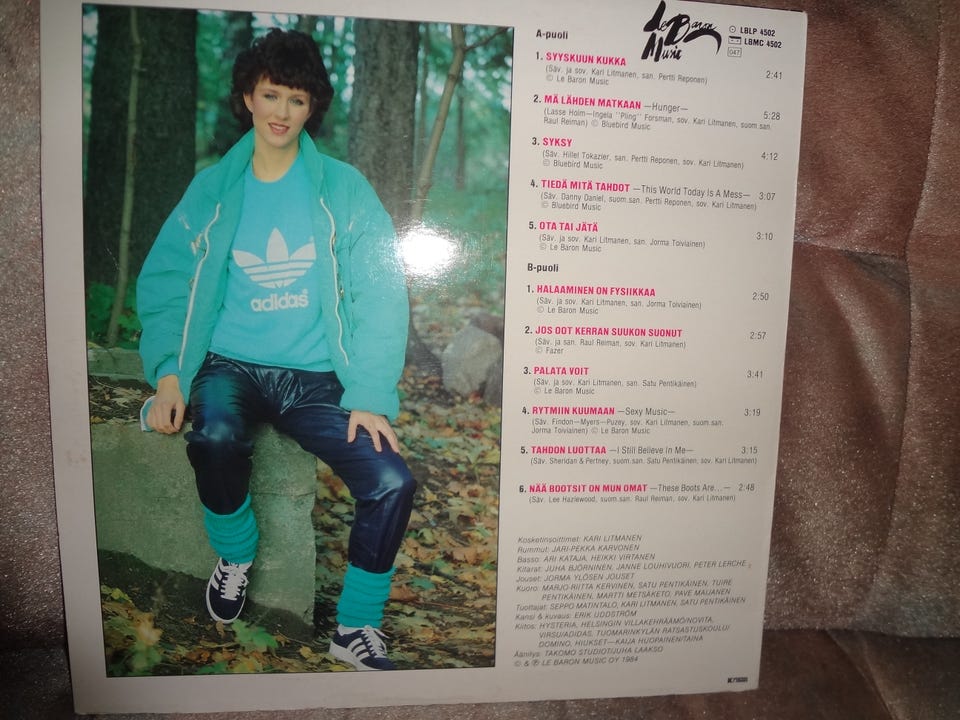 Le Baron
Music
LBLP 4502
LBMC 4502
047
A-puoli
1. SYYSKUUN KUKKA
(Säv. ja sov. Kari Litmanen, san. Pertti Reponen) 2:41
© Le Baron Music
2. MÄ LÄHDEN MATKAAN —Hunger—
(Lasse Holm—Ingela "Pling" Forsman, sov. Kari Litmanen, suom.san. 5:28
Raul Reiman) © Bluebird Music
3. SYKSY
(Säv. Hillel Tokazier, san. Pertti Reponen, sov. Kari Litmanen) 4:12
© Bluebird Music
4. TIEDÄ MITÄ TAHDOT —This World Today Is A Mess— 3:07
(Säv. Danny Daniel, suom.san. Pertti Reponen, sov. Kari Litmanen)
© Bluebird Music
5. OTA TAI JÄTÄ
(Säv. ja sov. Kari Litmanen, san. Jorma Toiviainen) 3:10
© Le Baron Music
B-puoli
1. HALAAMINEN ON FYSIIKKAA
(Säv. ja sov. Kari Litmanen, san. Jorma Toiviainen) 2:50
© Le Baron Music
2. JOS OOT KERRAN SUUKON SUONUT
(Säv. ja san. Raul Reiman, sov. Kari Litmanen) 2:57
© Fazer
3. PALATA VOIT
(Säv. ja sov. Kari Litmanen, san. Satu Pentikäinen) 3:41
© Le Baron Music
4. RYTMIIN KUUMAAN —Sexy Music— 3:19
(Säv. Findon—Myers—Puzey, sov. Kari Litmanen, suom.san.
Jorma Toiviainen) © Le Baron Music
5. TAHDON LUOTTAA —I Still Believe In Me— 3:15
(Säv. Sheridan & Pertney, suom.san. Satu Pentikäinen, sov. Kari Litmanen)
6. NÄÄ BOOTSIT ON MUN OMAT —These Boots Are...— 2:48
(Säv. Lee Hazlewood, suom.san. Raul Reiman, sov. Kari Litmanen)
Kosketinsoittimet: KARI LITMANEN
Rummut: JARI-PEKKA KARVONEN
Basso: ARI KATAJA, HEIKKI VIRTANEN
Kitarat: JUHA BJÖRNINEN, JANNE LOUHIVUORI, PETER LERCHE
Jouset: JORMA YLÖSEN JOUSET
Kuoro: MARJO-RIITTA KERVINEN, SATU PENTIKÄINEN, TUIRE
PENTIKÄINEN, MARTTI METSÄKETO, PAVE MAIJANEN
Tuottajat: SEPPO MATINTALO, KARI LITMANEN, SATU PENTIKÄINEN
Kansi & kuvaus: ERIK UDDSTRÖM
Kiitos: HYSTERIA, HELSINGIN VILLAKEHRÄÄMÖ/NOVITA,
VIRSU/ADIDAS, TUOMARINKYLÄN RATSASTUSKOULU/
DOMINO, HIUKSET—KAIJA HUOPAINEN/TAINA
Äänitys: TAKOMO STUDIOT/JUHA LAAKSO
© & ℗ LE BARON MUSIC OY 1984
adidas